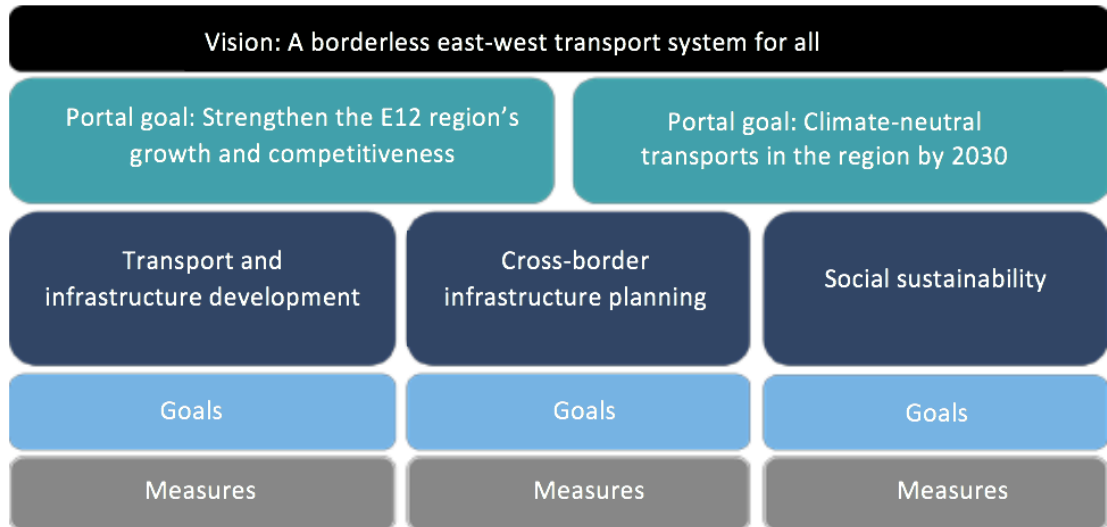 Vision: A borderless east-west transport system for all
Portal goal: Strengthen the E12 region’s
growth and competitiveness
Portal goal: Climate-neutral
transports in the region by 2030
Transport and
infrastructure development
Cross-border
infrastructure planning
Social sustainability
Goals
Goals
Goals
Measures
Measures
Measures